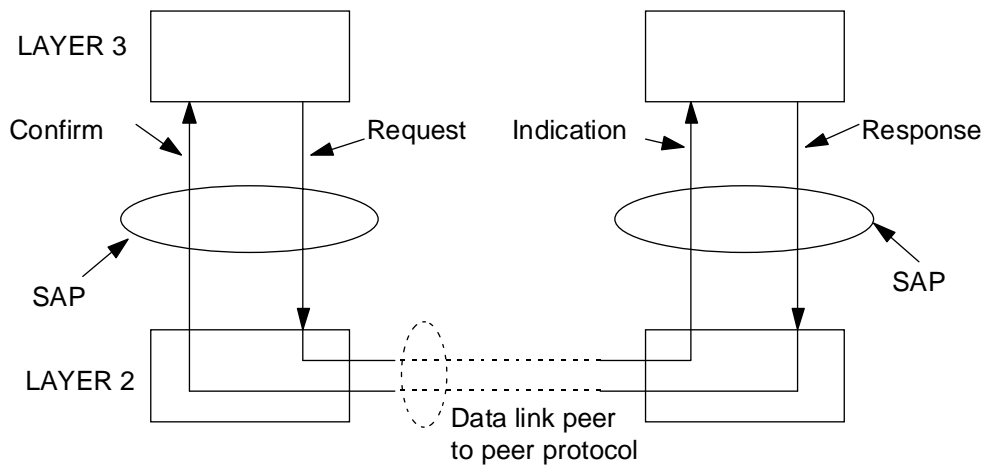 LAYER 3
Confirm
Request
Indication
Response
SAP
SAP
LAYER 2
Data link peer
to peer protocol